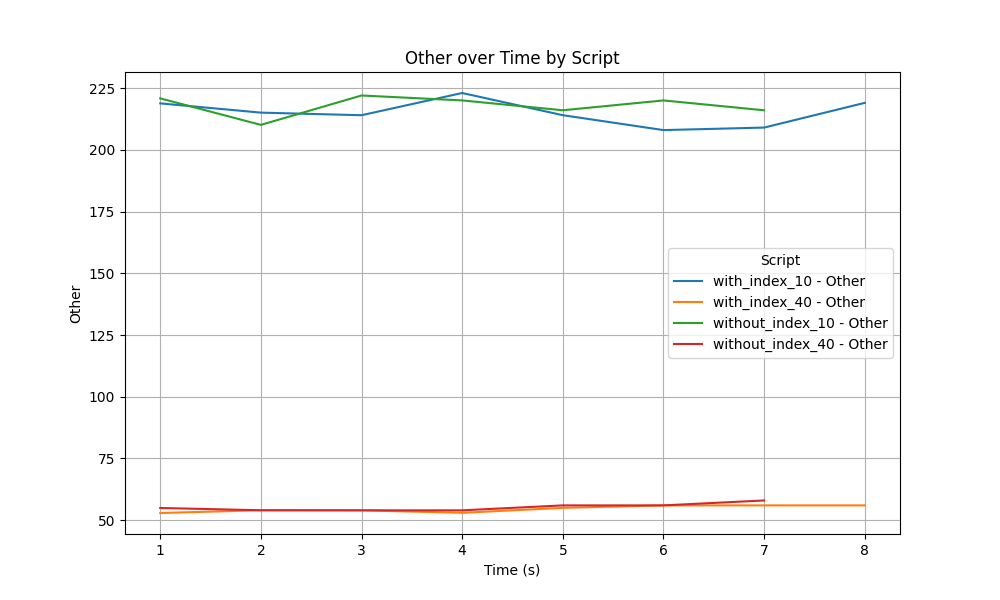 Other over Time by Script
Other
225
200
175
150
125
100
75
50
Script
with_index_10 - Other
with_index_40 - Other
without_index_10 - Other
without_index_40 - Other
1 2 3 4 5 6 7 8
Time (s)